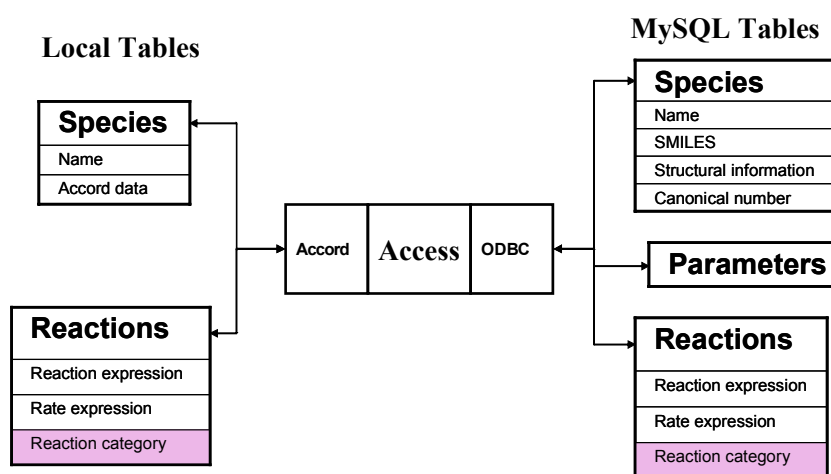 Local Tables
Species
Name
Accord data
Reactions
Reaction expression
Rate expression
Reaction category
Accord
Access
ODBC
MySQL Tables
Species
Name
SMILES
Structural information
Canonical number
Parameters
Reactions
Reaction expression
Rate expression
Reaction category